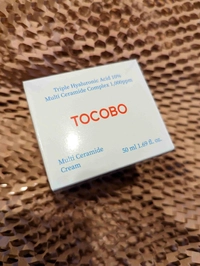 Triple Hyaluronic Acid 10%
Multi Ceramide Complex 1,000ppm
TOCOBO
Multi Ceramide
Cream
50 ml 1.69 fl. oz.